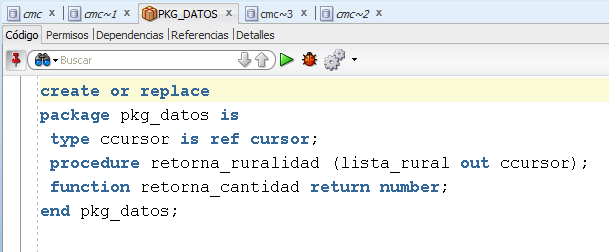 cmc x cmc~1 x PKG_DATOS x cmc~3 x cmc~2 x
Código Permisos Dependencias Referencias Detalles
Buscar
create or replace
package pkg_datos is
type ccursor is ref cursor;
procedure retorna_ruralidad (lista_rural out ccursor);
function retorna_cantidad return number;
end pkg_datos;